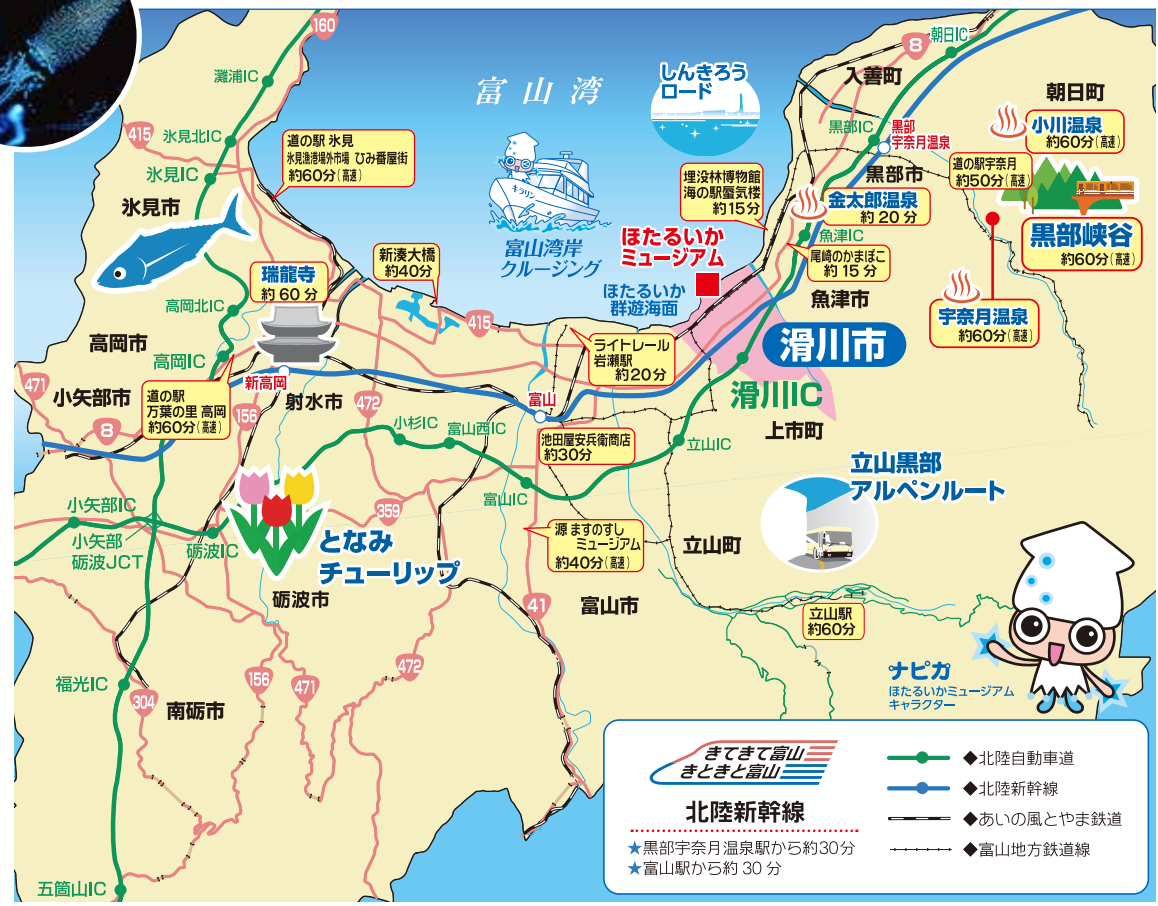 160
灘浦IC
415
氷見北IC
氷見IC
氷見市
道の駅 氷見
氷見漁港場外市場 ひみ番屋街
約60分(高速)
富山湾
キラリン
富山湾岸
クルージング
しんきろう
ロード
8
朝日IC
入善町
朝日町
黒部IC
黒部
宇奈月温泉
小川温泉
約60分(高速)
黒部市
道の駅宇奈月
約50分(高速)
埋没林博物館
海の駅蜃気楼
約15分
金太郎温泉
約20分
黒部峡谷
約60分(高速)
魚津IC
尾崎のかまぼこ
約15分
魚津市
宇奈月温泉
約60分(高速)
ほたるいか
ミュージアム
ほたるいか
群遊海面
滑川市
滑川IC
上市町
新湊大橋
約40分
瑞龍寺
約60分
高岡北IC
高岡市
高岡IC
415
ライトレール
岩瀬駅
約20分
471
小矢部市
8
道の駅
万葉の里 高岡
約60分(高速)
新高岡
156
射水市
472
富山
小杉IC
富山西IC
池田屋安兵衛商店
約30分
立山IC
富山IC
立山黒部
アルペンルート
小矢部IC
小矢部
砺波JCT
砺波IC
359
となみ
チューリップ
砺波市
源 ますのすし
ミュージアム
約40分(高速)
立山町
41
富山市
立山駅
約60分
472
福光IC
304
156
471
南砺市
五箇山IC
ナピカ
ほたるいかミュージアム
キャラクター
きてきて富山
きときと富山
北陸新幹線
★黒部宇奈月温泉駅から約30分
★富山駅から約30分
◆北陸自動車道
◆北陸新幹線
◆あいの風とやま鉄道
◆富山地方鉄道線